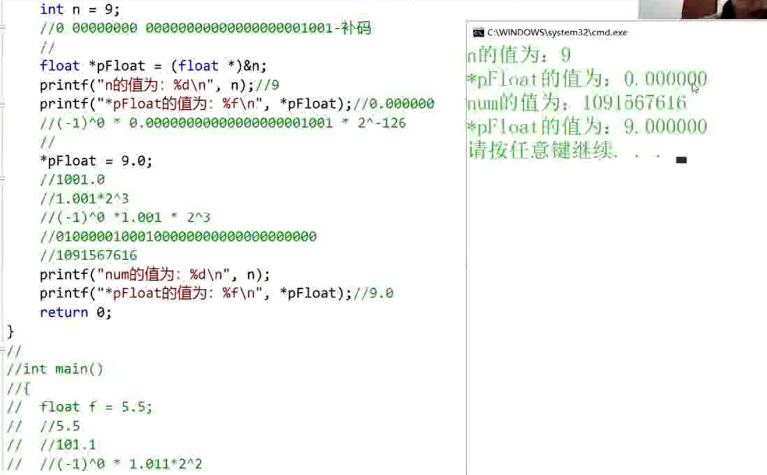 int n = 9;
//0 00000000 00000000000000000001001-补码
//
float *pFloat = (float *)&n;
printf("n的值为：%d\n", n);//9
printf("*pFloat的值为：%f\n", *pFloat);//0.000000
//(-1)^0 * 0.00000000000000000001001 * 2^-126
//
*pFloat = 9.0;
//1001.0
//1.001*2^3
//(-1)^0 *1.001 * 2^3
//01000001000100000000000000000000
//1091567616
printf("num的值为：%d\n", n);
printf("*pFloat的值为：%f\n", *pFloat);//9.0
return 0;
}
//
//int main()
//{
// float f = 5.5;
// //5.5
// //101.1
// //(-1)^0 * 1.011*2^2
C:\WINDOWS\system32\cmd.exe
n的值为：9
*pFloat的值为：0.000000
num的值为：1091567616
*pFloat的值为：9.000000
请按任意键继续. . .